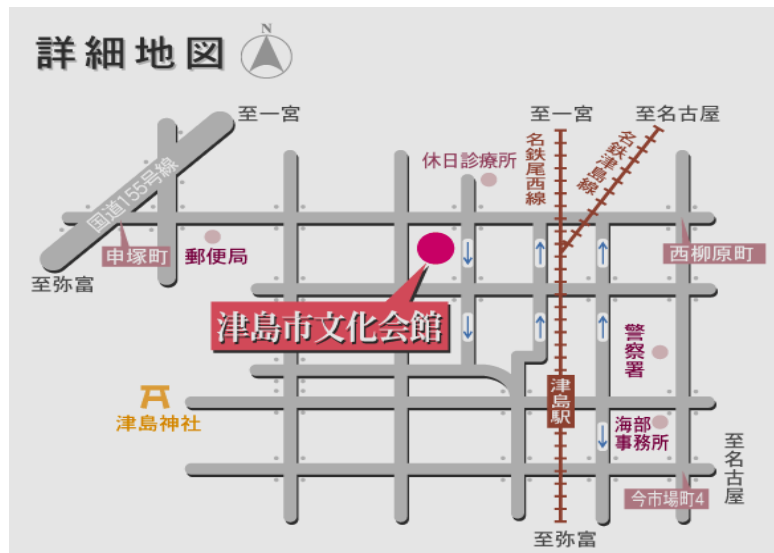 詳細地図
N
至一宮
至一宮
至名古屋
休日診療所
名鉄尾西線
名鉄津島線
国道155号線
申塚町
郵便局
西柳原町
至弥富
津島市文化会館
警察署
津島神社
津島駅
海部
事務所
至名古屋
今市場町4
至弥富